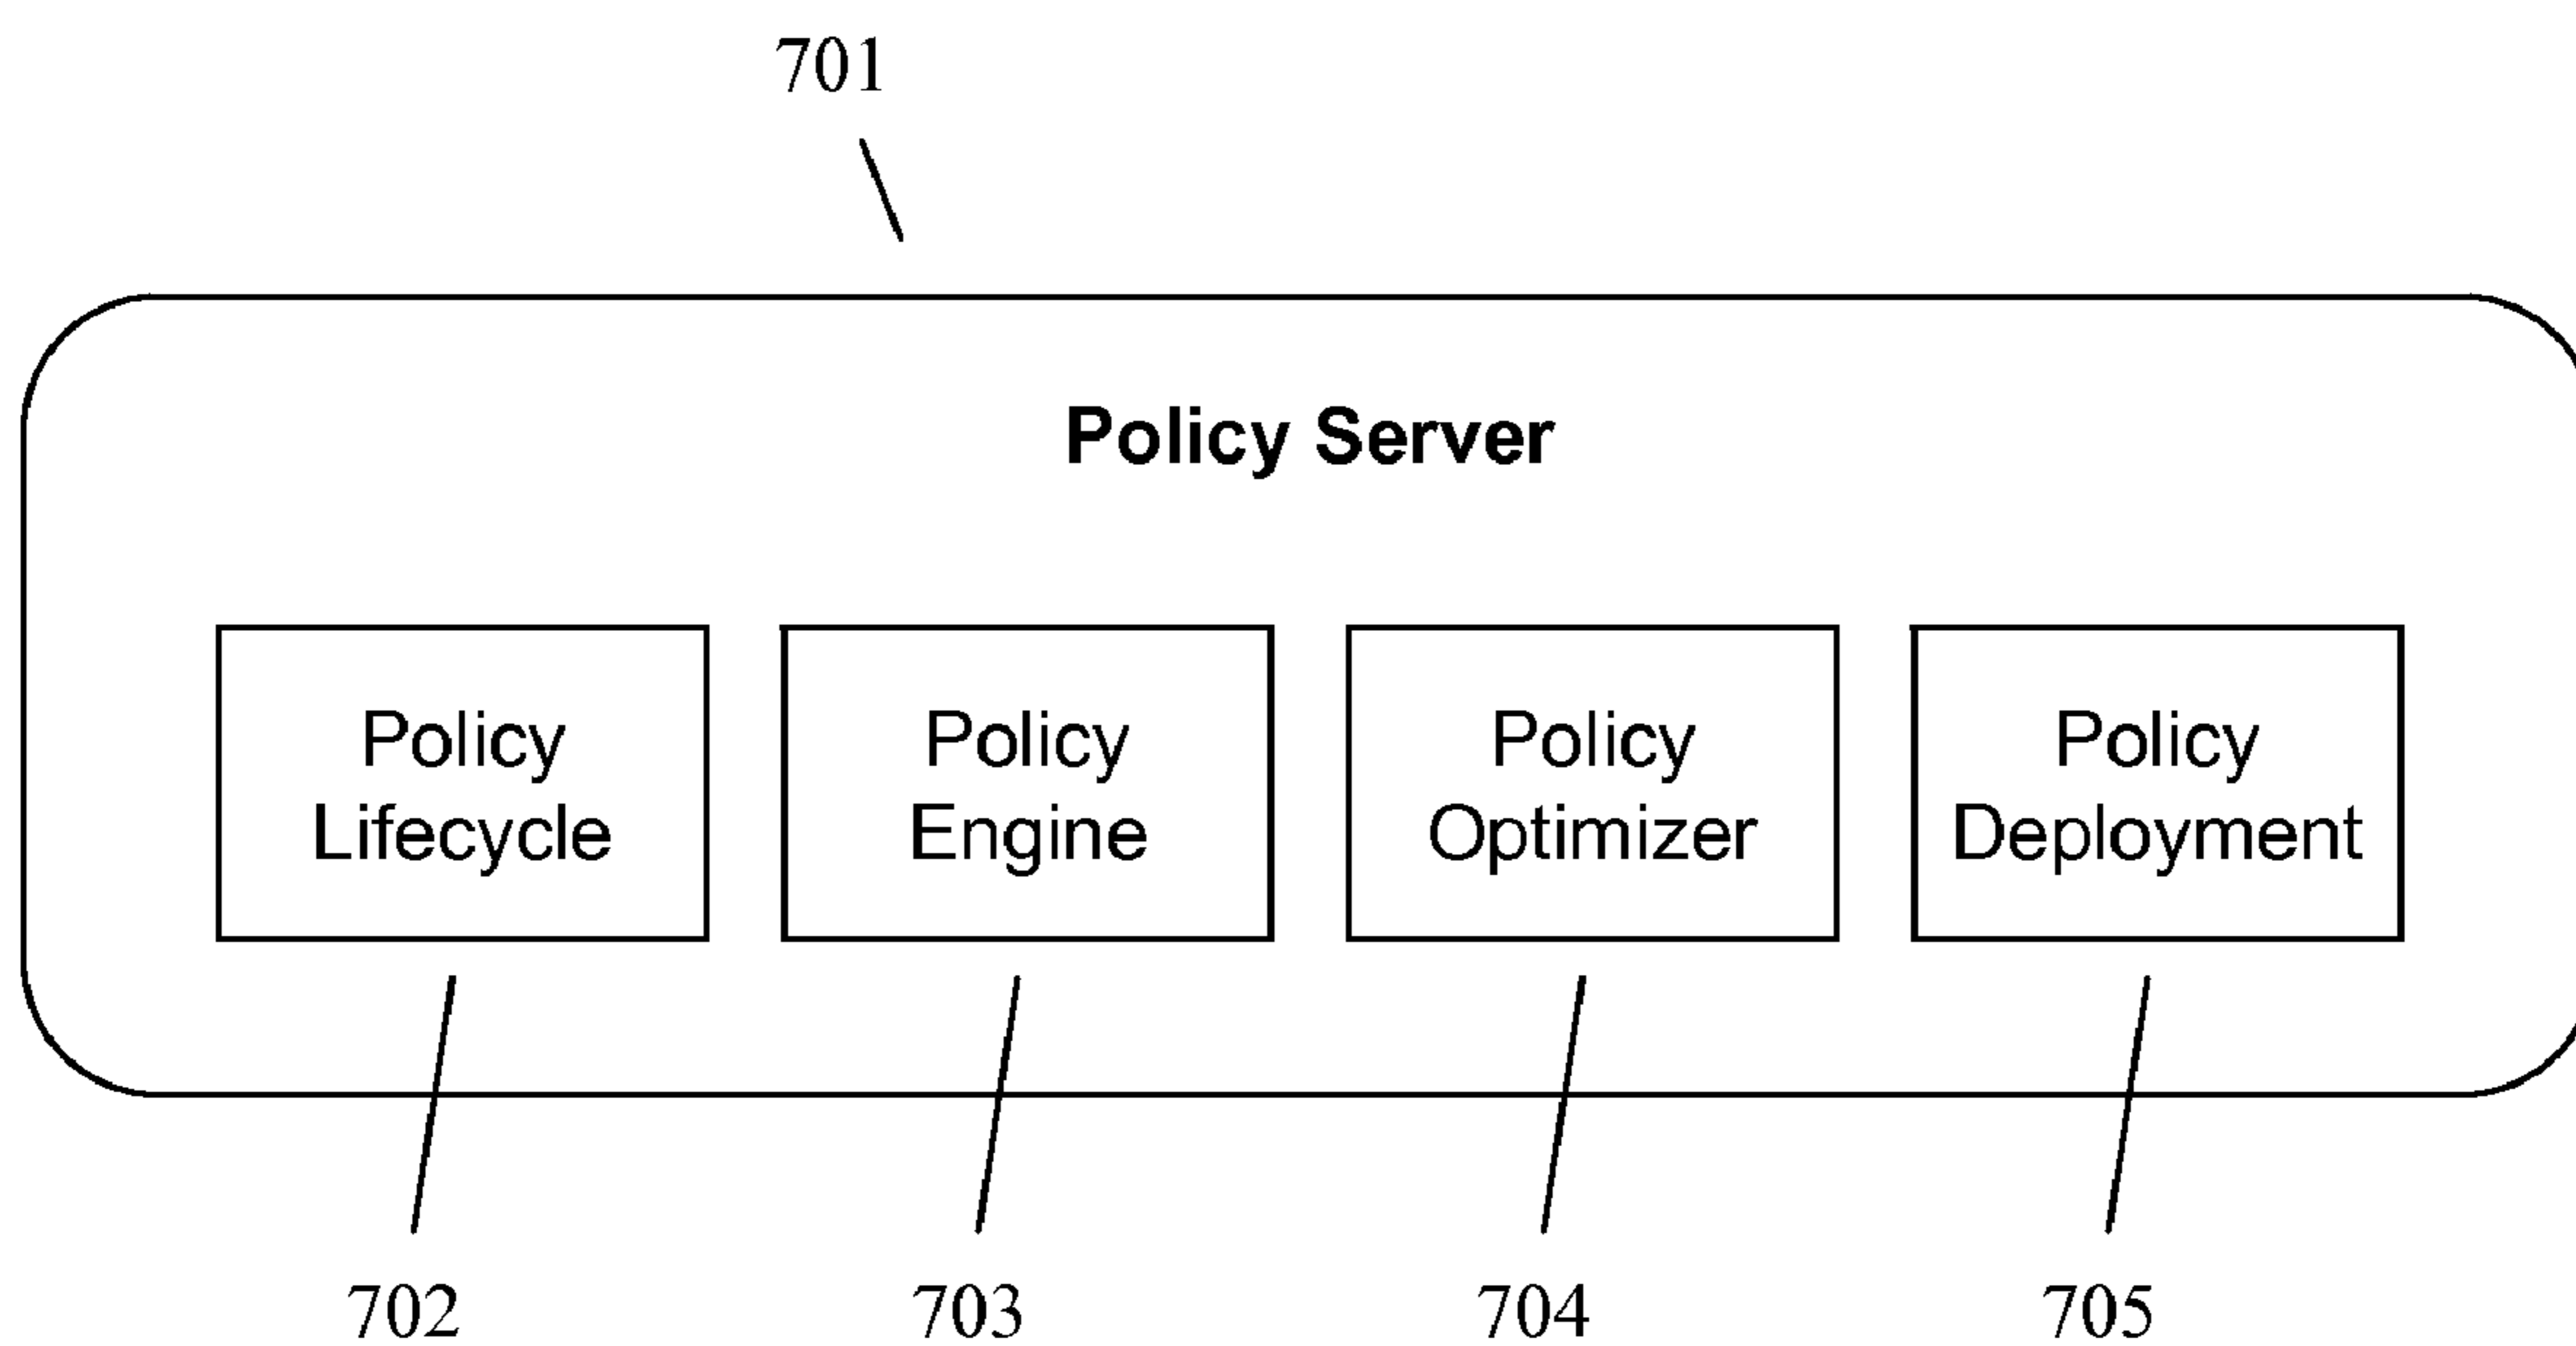 701
Policy Server
Policy
Lifecycle
Policy
Engine
Policy
Optimizer
Policy
Deployment
702
703
704
705